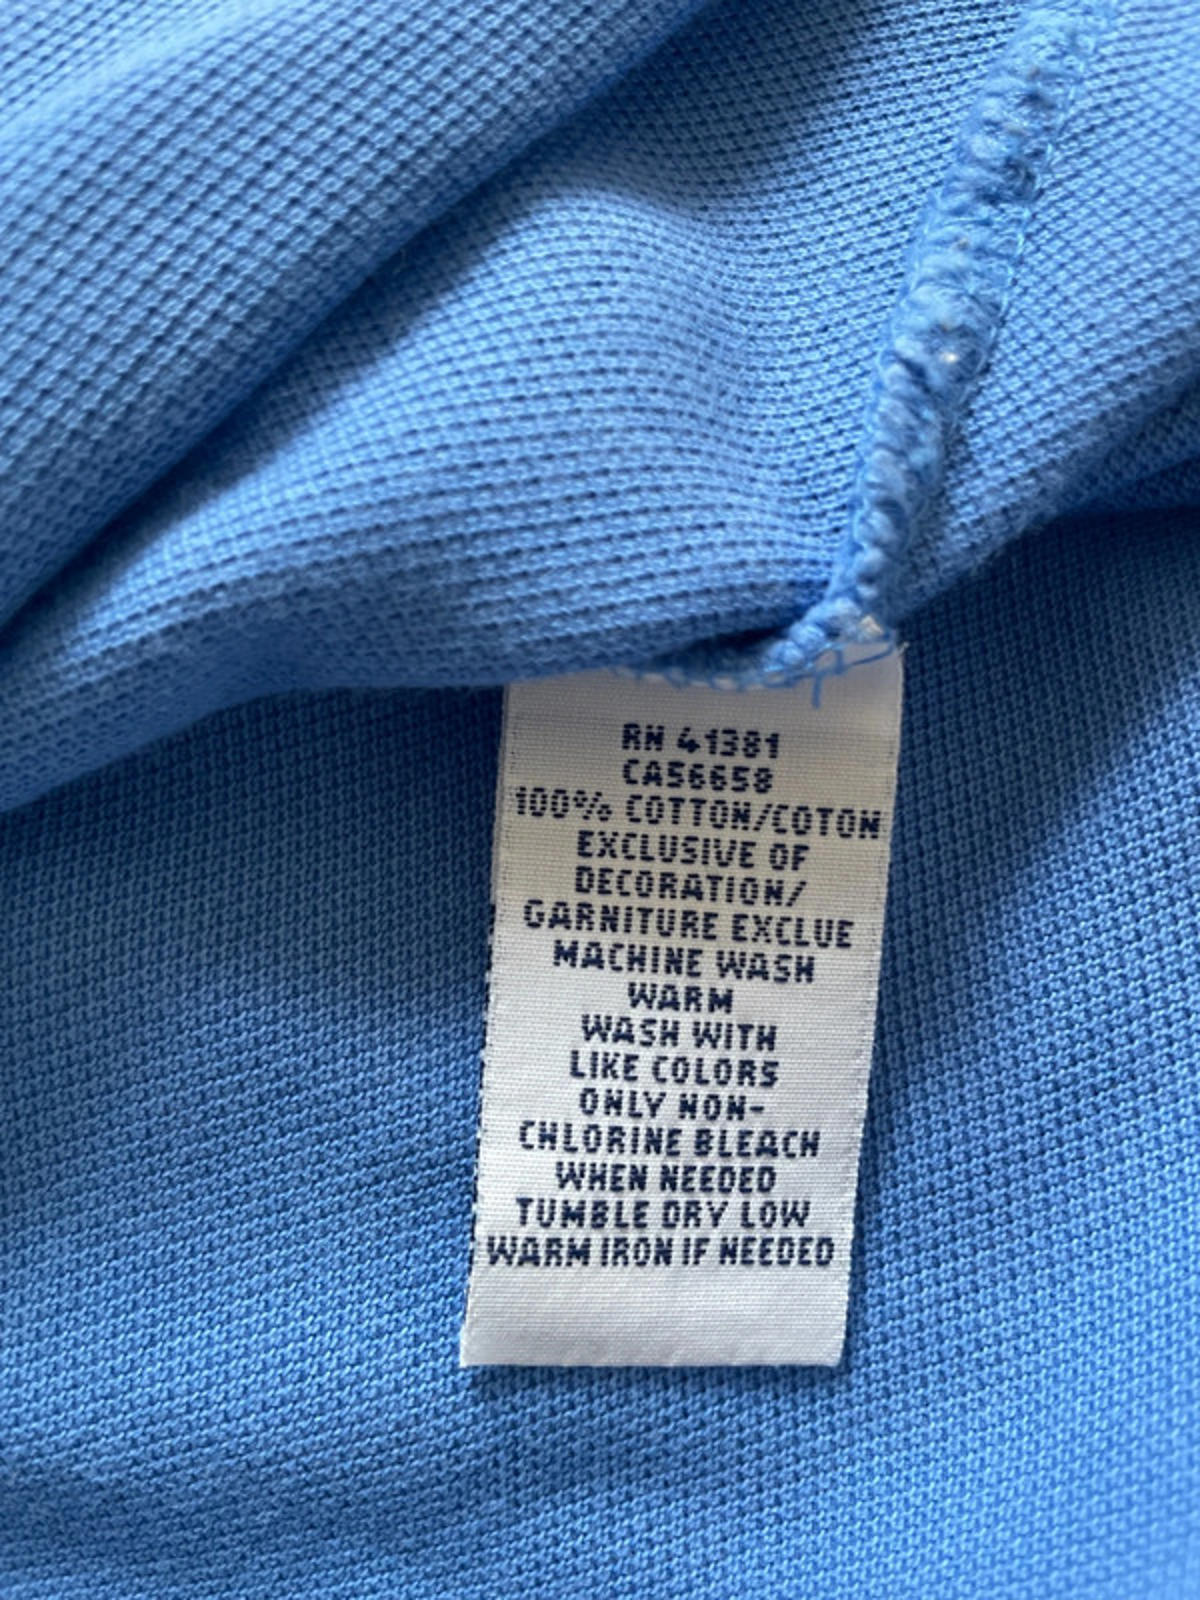 RN 41381
CA56658
100% COTTON/COTON
EXCLUSIVE OF
DECORATION/
GARNITURE EXCLUE
MACHINE WASH
WARM
WASH WITH
LIKE COLORS
ONLY NON-
CHLORINE BLEACH
WHEN NEEDED
TUMBLE DRY LOW
WARM IRON IF NEEDED